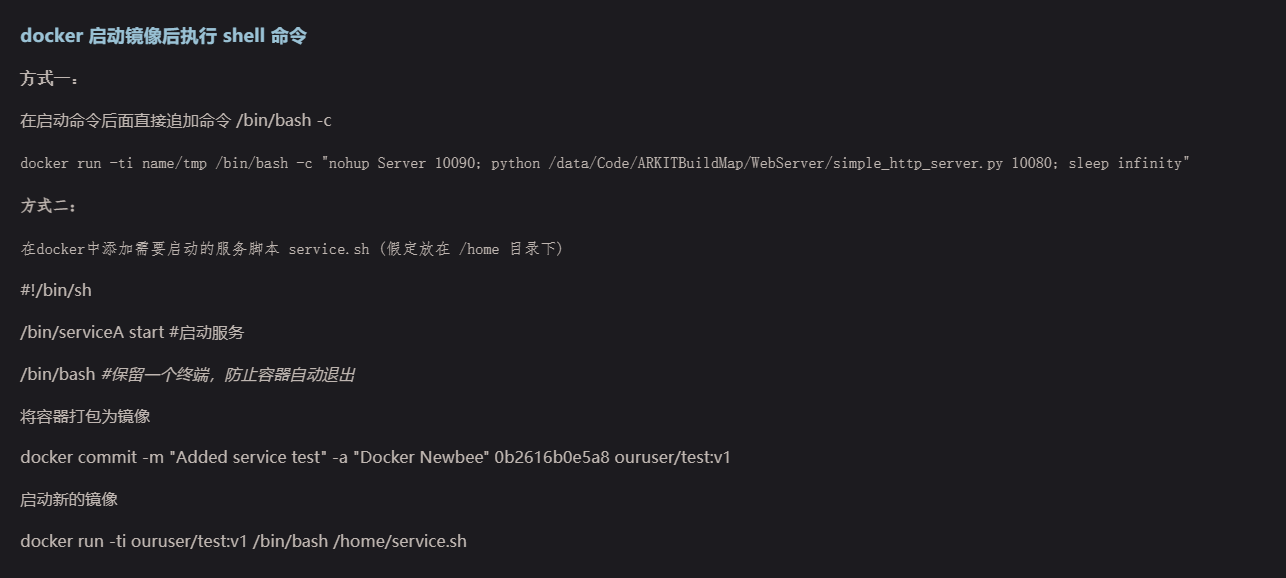 docker 启动镜像后执行 shell 命令
方式一：
在启动命令后面直接追加命令 /bin/bash -c
docker run -ti name/tmp /bin/bash -c "nohup Server 10090; python /data/Code/ARKITBuildMap/WebServer/simple_http_server.py 10080; sleep infinity"
方式二：
在docker中添加需要启动的服务脚本 service.sh (假定放在 /home 目录下)
#!/bin/sh
/bin/serviceA start #启动服务
/bin/bash #保留一个终端，防止容器自动退出
将容器打包为镜像
docker commit -m "Added service test" -a "Docker Newbee" 0b2616b0e5a8 ouruser/test:v1
启动新的镜像
docker run -ti ouruser/test:v1 /bin/bash /home/service.sh